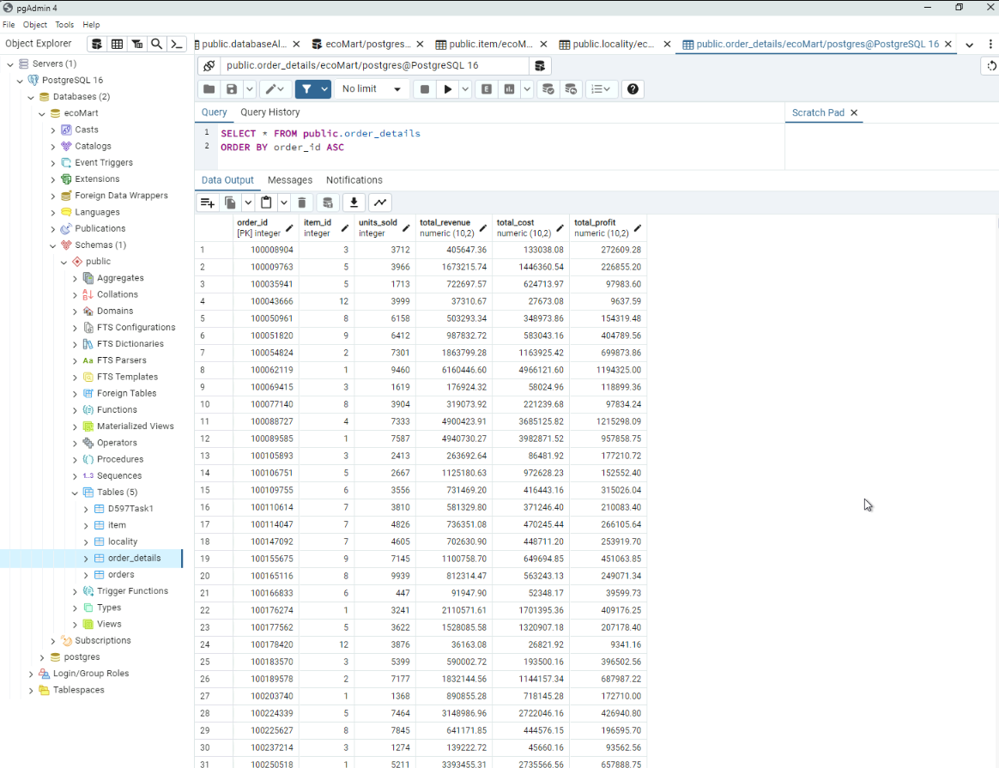 pgAdmin 4
File Object Tools Help
Object Explorer
public.databaseAl...
ecoMart/postgres...
public.item/ecoM...
public.locality/ec...
public.order_details/ecoMart/postgres@PostgreSQL 16
Servers (1)
PostgreSQL 16
Databases (2)
ecoMart
Casts
Catalogs
Event Triggers
Extensions
Foreign Data Wrappers
Languages
Publications
Schemas (1)
public
Aggregates
Collations
Domains
FTS Configurations
FTS Dictionaries
Aa FTS Parsers
FTS Templates
Foreign Tables
Functions
Materialized Views
Operators
Procedures
1..3 Sequences
Tables (5)
D597Task1
item
locality
order_details
orders
Trigger Functions
Types
Views
Subscriptions
postgres
Login/Group Roles
Tablespaces
public.order_details/ecoMart/postgres@PostgreSQL 16
No limit
E
Query Query History
Scratch Pad
1 SELECT * FROM public.order_details
2 ORDER BY order_id ASC
Data Output Messages Notifications
order_id item_id units_sold total_revenue total_cost total_profit
[PK] integer integer integer numeric (10,2) numeric (10,2) numeric (10,2)
1 100008904 3 3712 405647.36 133038.08 272609.28
2 100009763 5 3966 1673215.74 1446360.54 226855.20
3 100035941 5 1713 722697.57 624713.97 97983.60
4 100043666 12 3999 37310.67 27673.08 9637.59
5 100050961 8 6158 503293.34 348973.86 154319.48
6 100051820 9 6412 987832.72 583043.16 404789.56
7 100054824 2 7301 1863799.28 1163925.42 699873.86
8 100062119 1 9460 6160446.60 4966121.60 1194325.00
9 100069415 3 1619 176924.32 58024.96 118899.36
10 100077140 8 3904 319073.92 221239.68 97834.24
11 100088727 4 7333 4900423.91 3685125.82 1215298.09
12 100089585 1 7587 4940730.27 3982871.52 957858.75
13 100105893 3 2413 263692.64 86481.92 177210.72
14 100106751 5 2667 1125180.63 972628.23 152552.40
15 100109755 6 3556 731469.20 416443.16 315026.04
16 100110614 7 3810 581329.80 371246.40 210083.40
17 100114047 7 4826 736351.08 470245.44 266105.64
18 100147092 7 4605 702630.90 448711.20 253919.70
19 100155675 9 7145 1100758.70 649694.85 451063.85
20 100165116 8 9939 812314.47 563243.13 249071.34
21 100166833 6 447 91947.90 52348.17 39599.73
22 100176274 1 3241 2110571.61 1701395.36 409176.25
23 100177562 5 3622 1528085.58 1320907.18 207178.40
24 100178420 12 3876 36163.08 26821.92 9341.16
25 100183570 3 5399 590002.72 193500.16 396502.56
26 100189578 2 7177 1832144.56 1144157.34 687987.22
27 100203740 1 1368 890855.28 718145.28 172710.00
28 100224339 5 7464 3148986.96 2722046.16 426940.80
29 100225627 8 7845 641171.85 444576.15 196595.70
30 100237214 3 1274 139222.72 45660.16 93562.56
31 100250518 1 5211 3393455.31 2735566.56 657888.75